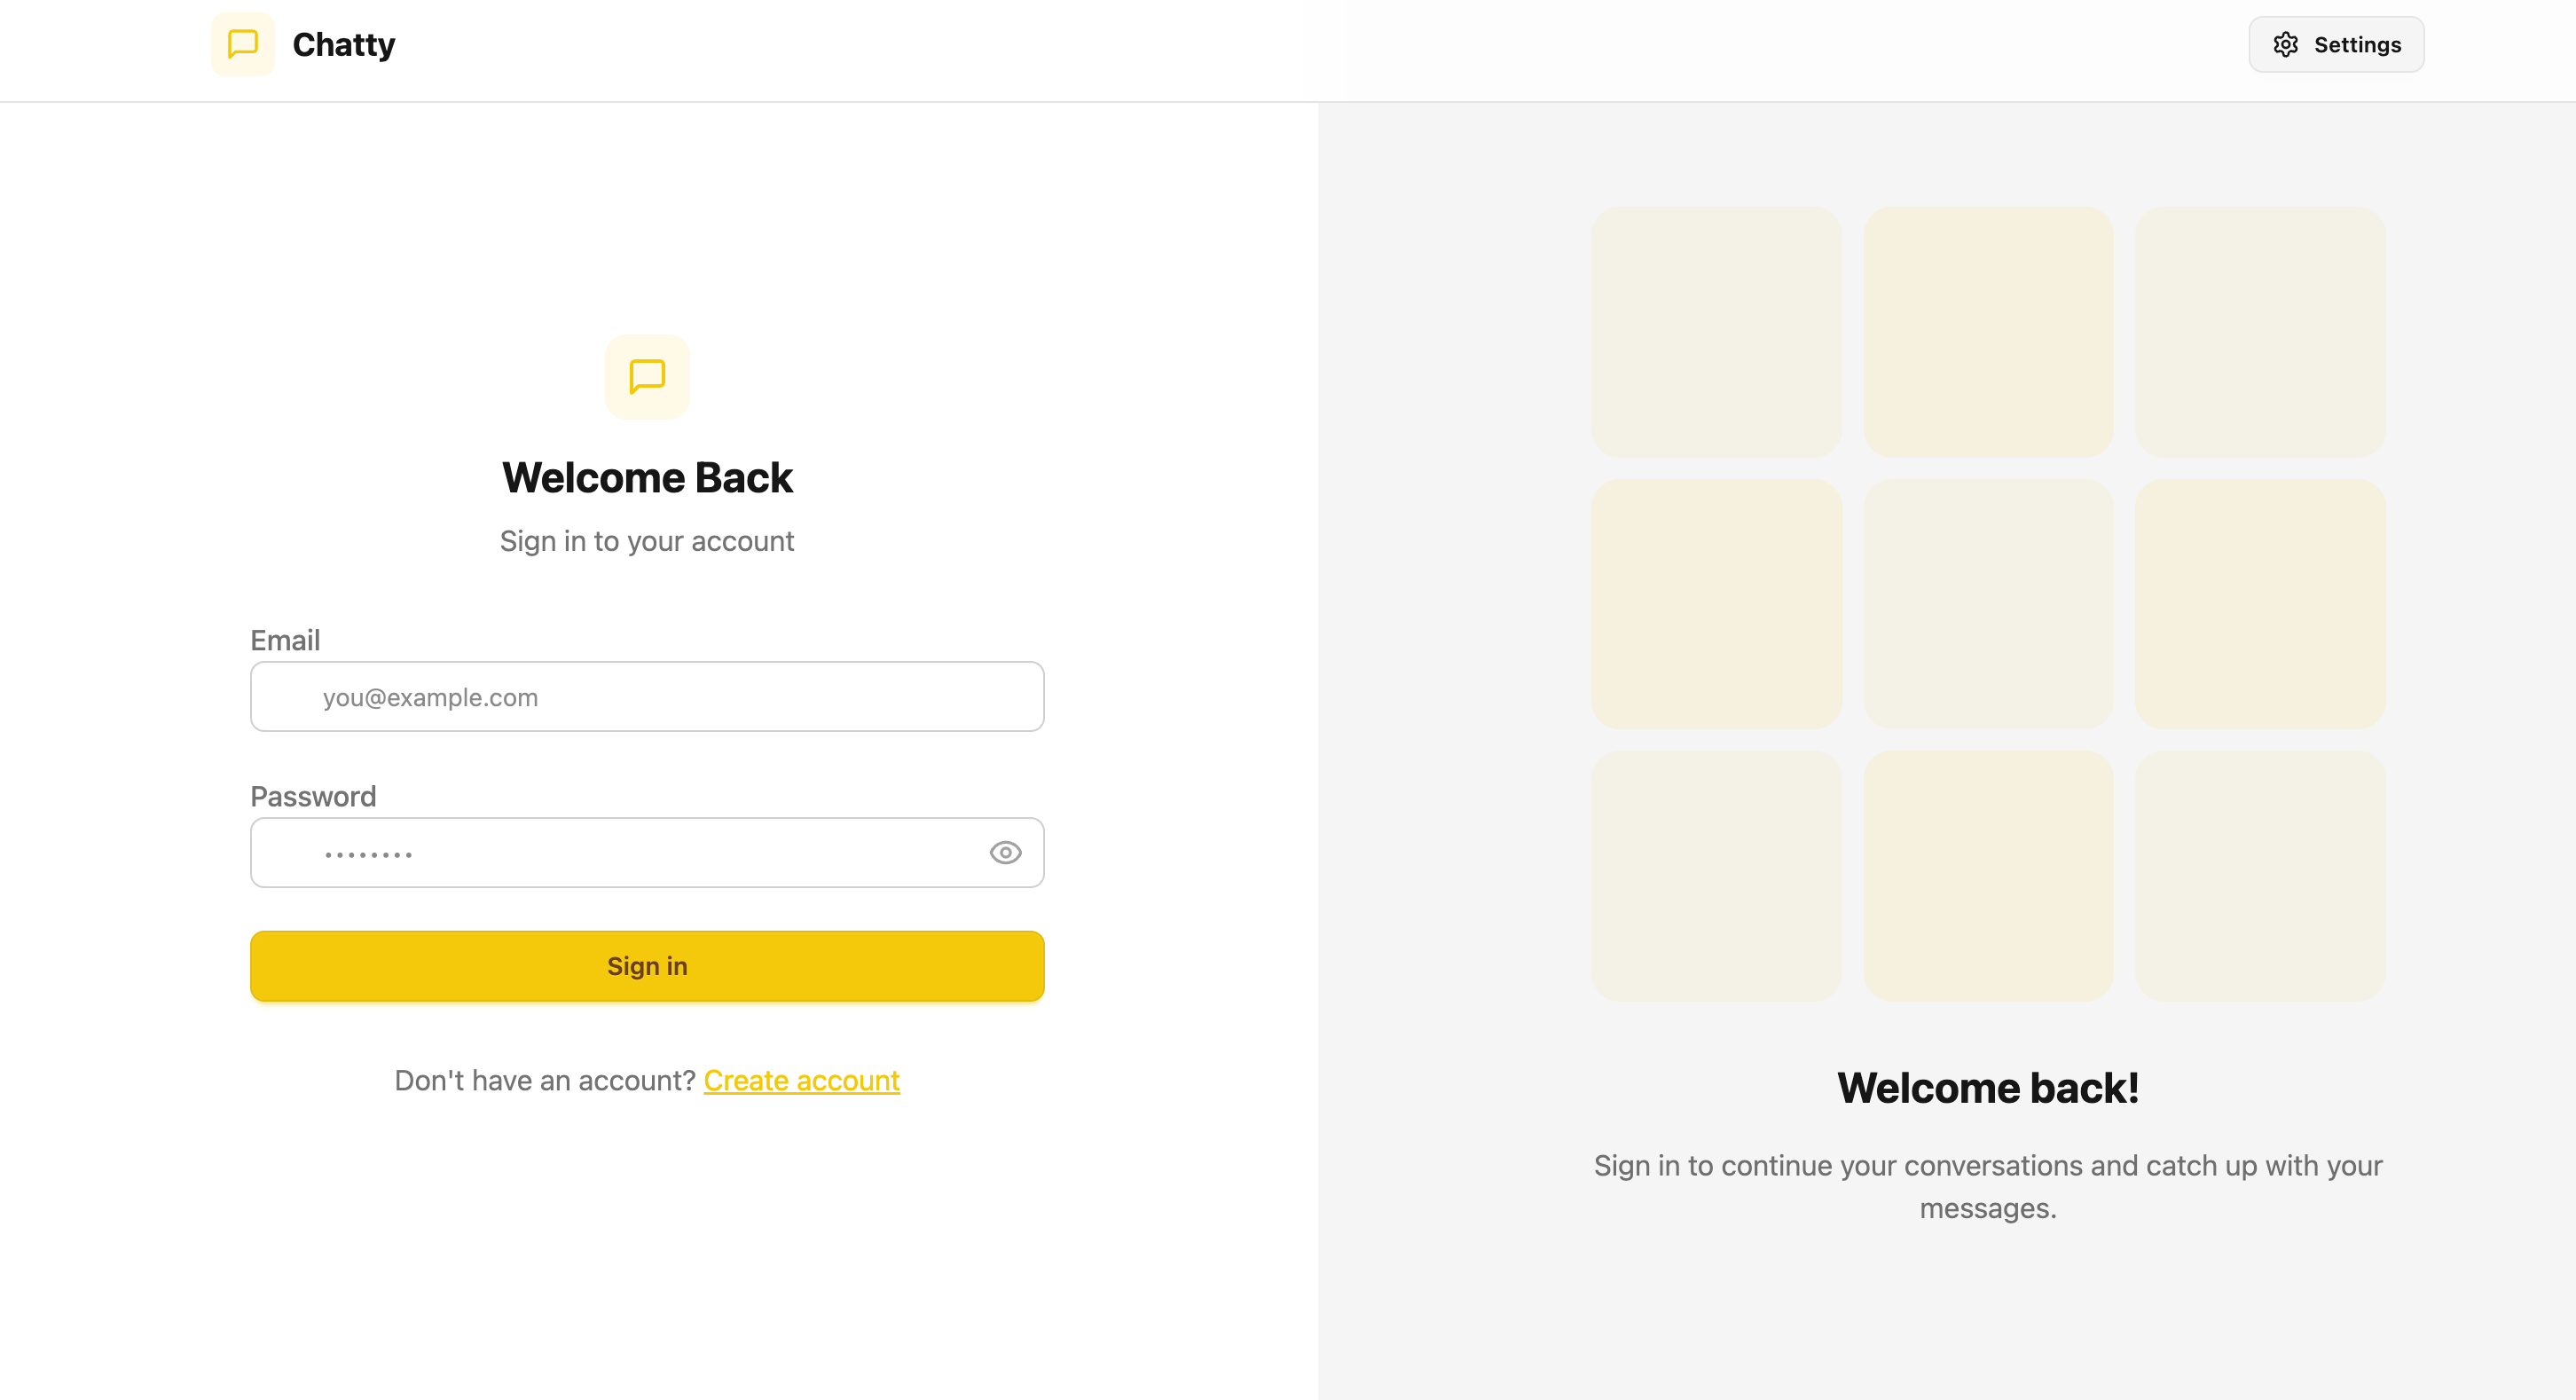 Chatty
Settings
Welcome Back
Sign in to your account
Email
you@example.com
Password
••••••••
Sign in
Don't have an account? Create account
Welcome back!
Sign in to continue your conversations and catch up with your
messages.